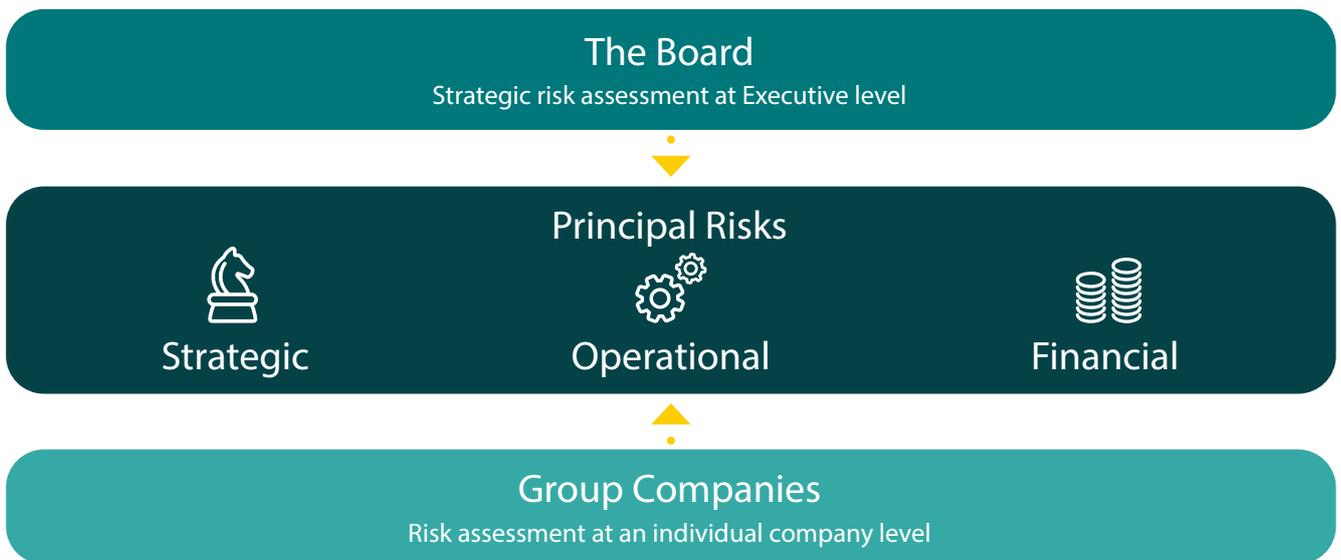 The Board
Strategic risk assessment at Executive level
Principal Risks
Strategic
Operational
Financial
Group Companies
Risk assessment at an individual company level